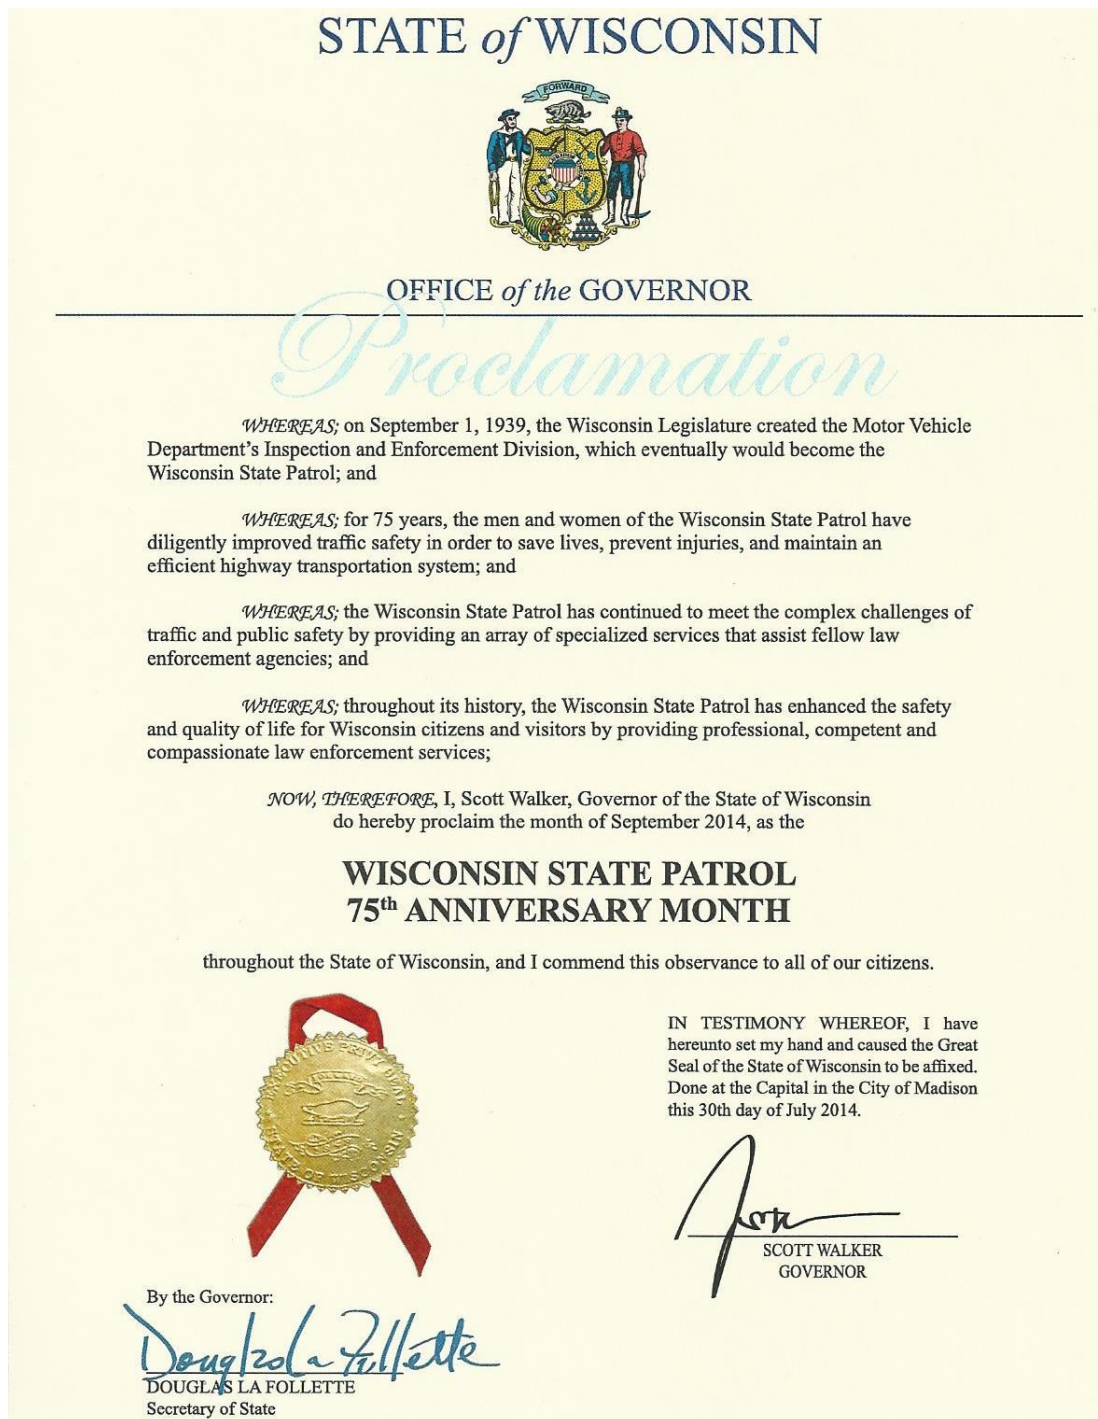 STATE of WISCONSIN
FORWARD
OFFICE of the GOVERNOR
Proclamation
WHEREAS; on September 1, 1939, the Wisconsin Legislature created the Motor Vehicle
Department's Inspection and Enforcement Division, which eventually would become the
Wisconsin State Patrol; and
WHEREAS; for 75 years, the men and women of the Wisconsin State Patrol have
diligently improved traffic safety in order to save lives, prevent injuries, and maintain an
efficient highway transportation system; and
WHEREAS; the Wisconsin State Patrol has continued to meet the complex challenges of
traffic and public safety by providing an array of specialized services that assist fellow law
enforcement agencies; and
WHEREAS; throughout its history, the Wisconsin State Patrol has enhanced the safety
and quality of life for Wisconsin citizens and visitors by providing professional, competent and
compassionate law enforcement services;
NOW, THEREFORE, I, Scott Walker, Governor of the State of Wisconsin
do hereby proclaim the month of September 2014, as the
WISCONSIN STATE PATROL
75th ANNIVERSARY MONTH
throughout the State of Wisconsin, and I commend this observance to all of our citizens.
EXECUTIVE PRIVY SEAL
STATE OF WISCONSIN
IN TESTIMONY WHEREOF, I have
hereunto set my hand and caused the Great
Seal of the State of Wisconsin to be affixed.
Done at the Capital in the City of Madison
this 30th day of July 2014.
SCOTT WALKER
GOVERNOR
By the Governor:
Douglas La Follette
DOUGLAS LA FOLLETTE
Secretary of State